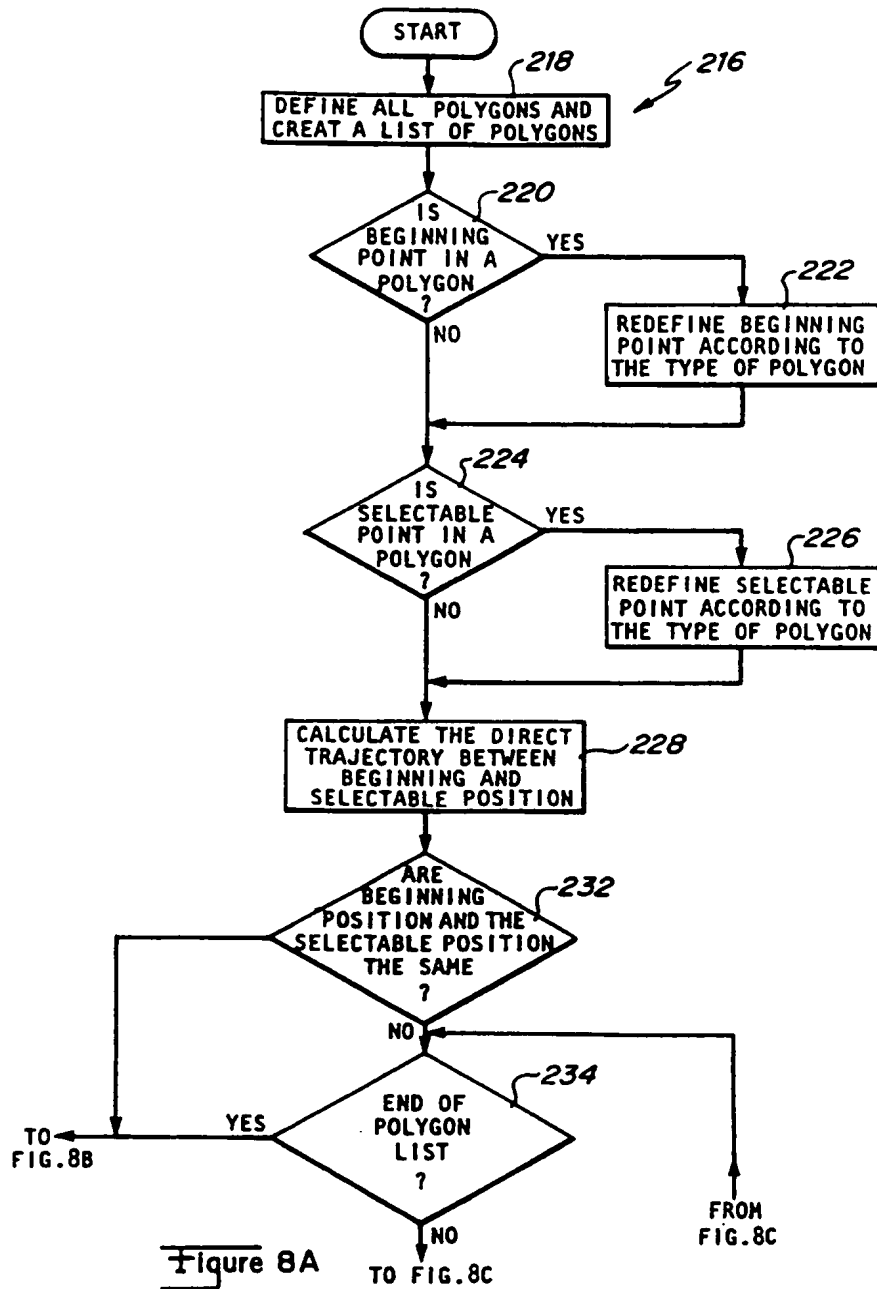 START
218
216
DEFINE ALL POLYGONS AND
CREAT A LIST OF POLYGONS
220
IS
BEGINNING
POINT IN A
POLYGON
?
YES
NO
222
REDEFINE BEGINNING
POINT ACCORDING TO
THE TYPE OF POLYGON
224
IS
SELECTABLE
POINT IN A
POLYGON
?
YES
NO
226
REDEFINE SELECTABLE
POINT ACCORDING TO
THE TYPE OF POLYGON
CALCULATE THE DIRECT
TRAJECTORY BETWEEN
BEGINNING AND
SELECTABLE POSITION
228
ARE
BEGINNING
POSITION AND THE
SELECTABLE POSITION
THE SAME
?
232
NO
234
END OF
POLYGON
LIST
?
YES
TO
FIG.8B
NO
TO FIG.8C
FROM
FIG.8C
Figure 8A